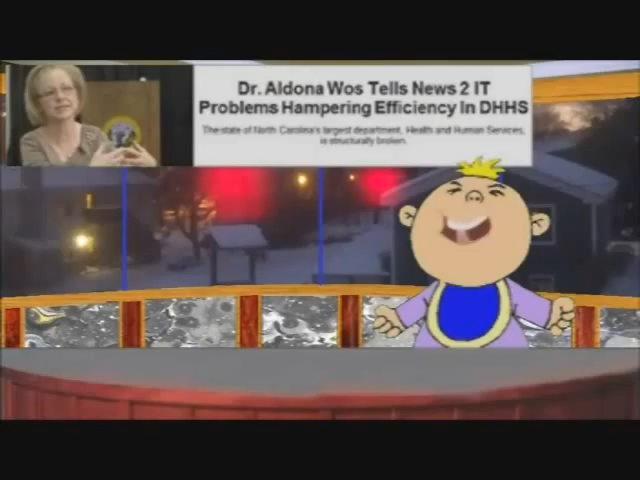 Dr. Aldona Wos Tells News 2 IT
Problems Hampering Efficiency In DHHS
The state of North Carolina's largest department, Health and Human Services,
is structurally broken.